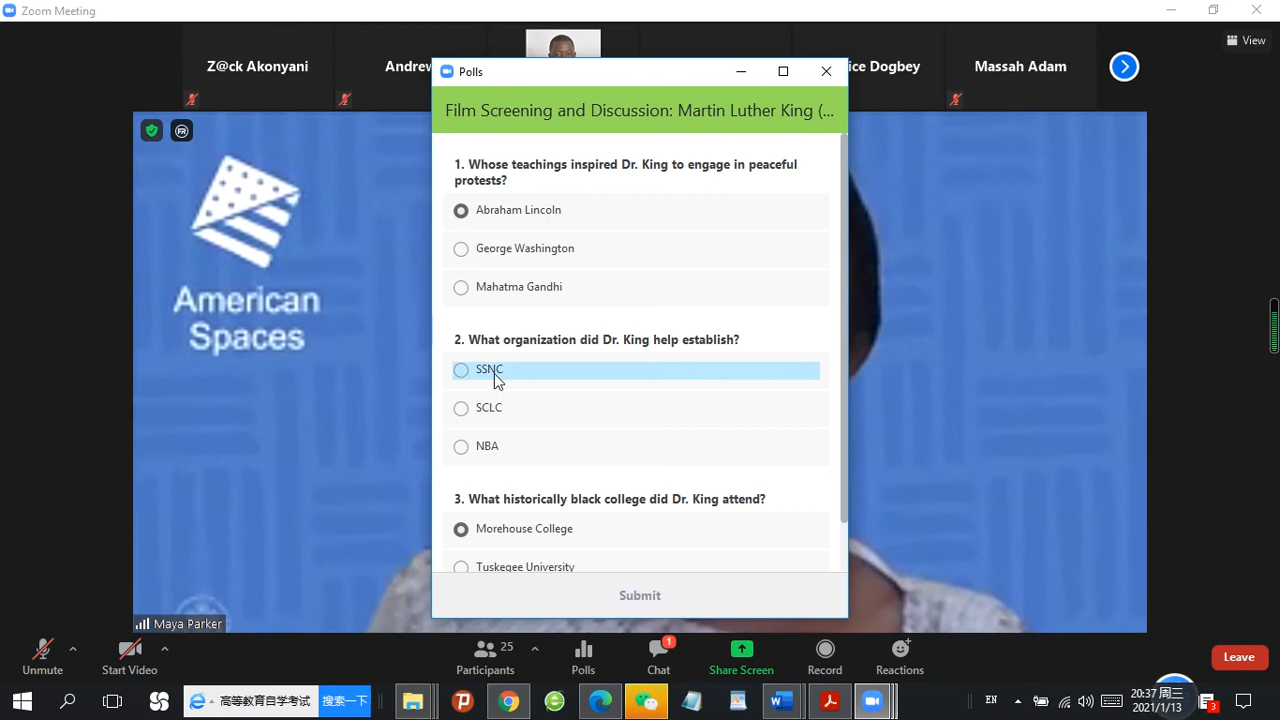 Zoom Meeting
View
Z@ck Akonyani
Andrew
ice Dogbey
Massah Adam
Polls
Film Screening and Discussion: Martin Luther King (...
1. Whose teachings inspired Dr. King to engage in peaceful
protests?
Abraham Lincoln
George Washington
Mahatma Gandhi
2. What organization did Dr. King help establish?
SSNC
SCLC
NBA
3. What historically black college did Dr. King attend?
Morehouse College
Tuskegee University
Submit
FR
American
Spaces
Maya Parker
Unmute
Start Video
25
Participants
Polls
1
Chat
Share Screen
Record
Reactions
Leave
高等教育自学考试
搜索一下
EN
20:37 周三
2021/1/13
3